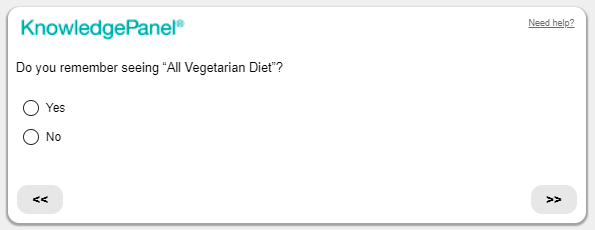 KnowledgePanel®
Need help?
Do you remember seeing “All Vegetarian Diet”?
Yes
No
<<
>>